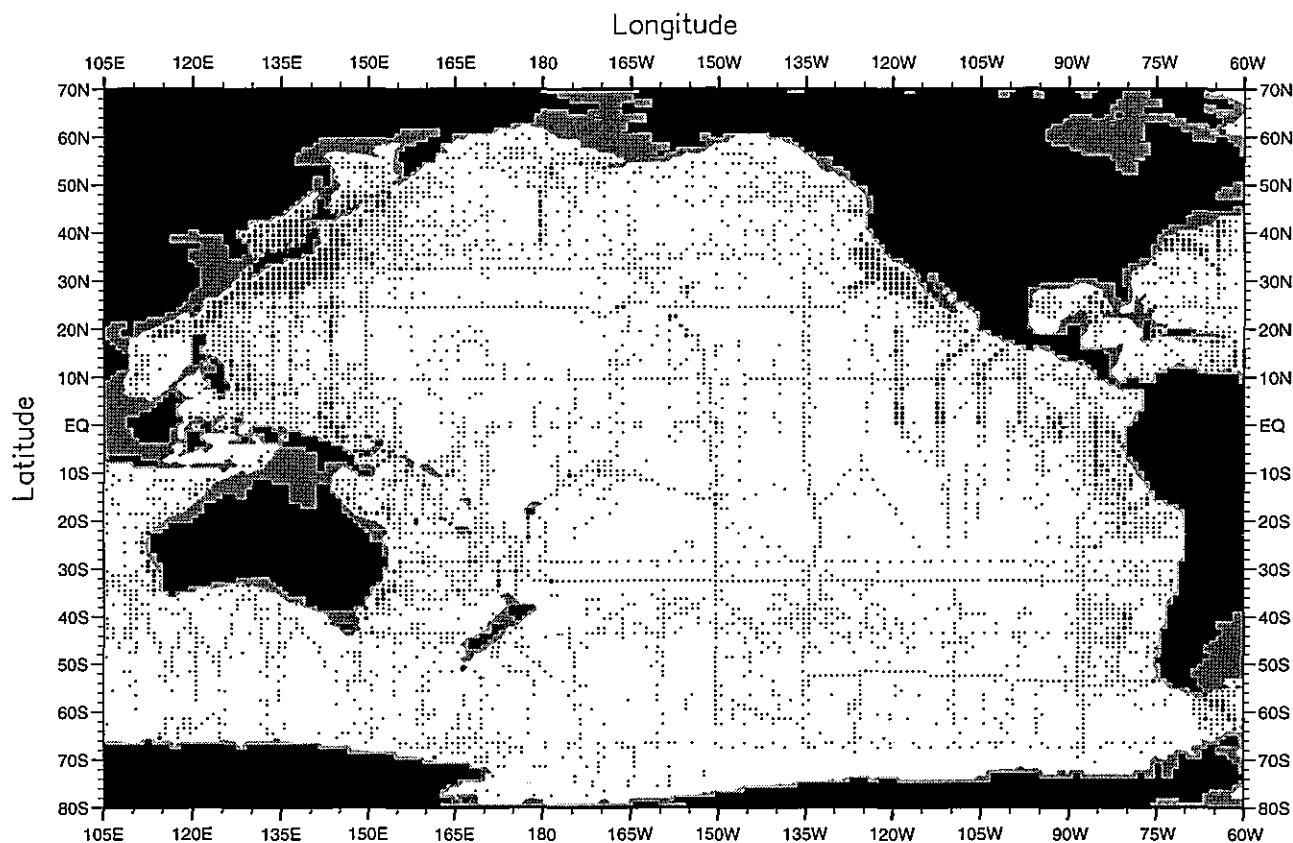 Longitude
105E 120E 135E 150E 165E 180 165W 150W 135W 120W 105W 90W 75W 60W
70N 70N
60N 60N
50N 50N
40N 40N
30N 30N
20N 20N
10N 10N
Latitude
EQ EQ
10S 10S
20S 20S
30S 30S
40S 40S
50S 50S
60S 60S
70S 70S
80S 80S
105E 120E 135E 150E 165E 180 165W 150W 135W 120W 105W 90W 75W 60W